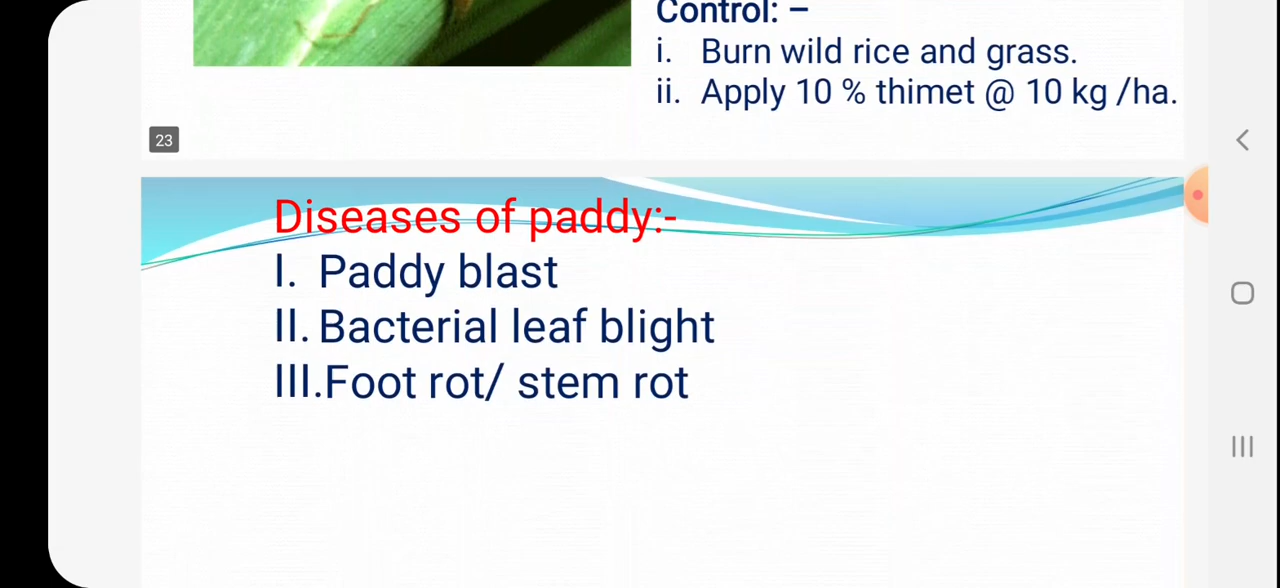 Control: –
i. Burn wild rice and grass.
ii. Apply 10 % thimet @ 10 kg /ha.
23
Diseases of paddy:-
I. Paddy blast
II. Bacterial leaf blight
III.Foot rot/ stem rot